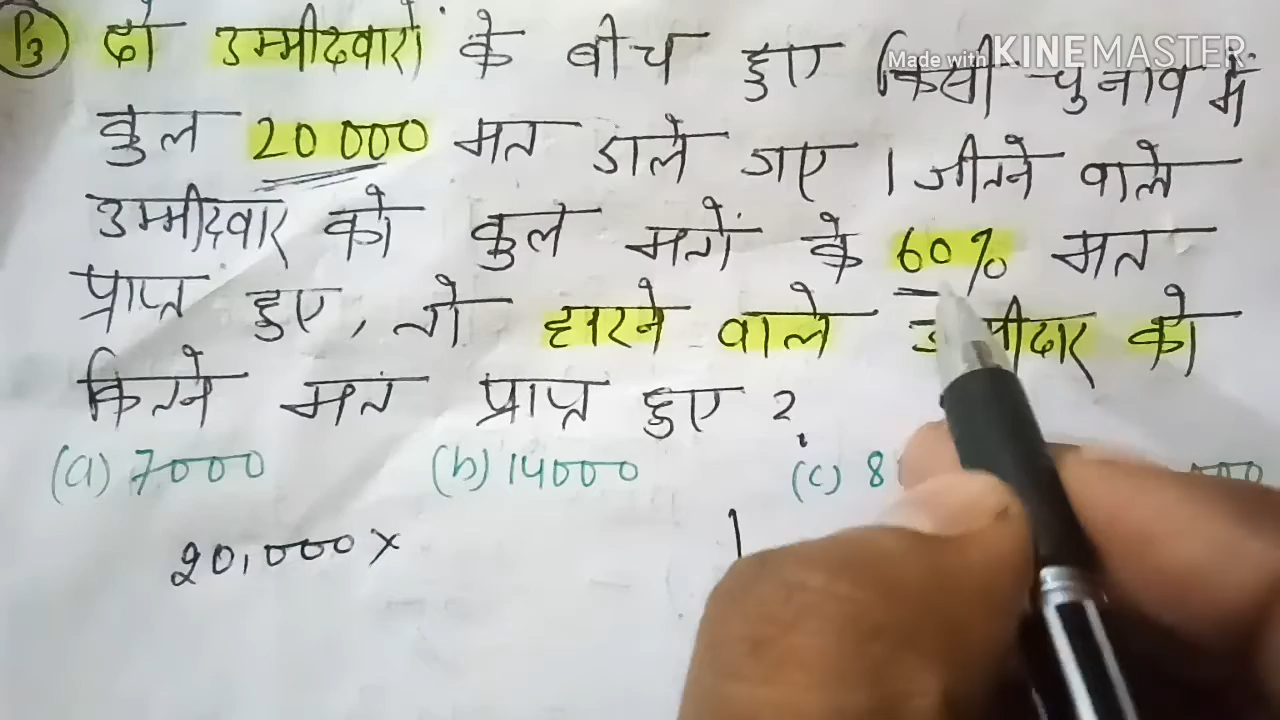 P3 दो उम्मीदवारों के बीच हुए किसी चुनाव में
Made with KINEMASTER
कुल 20000 मत डाले गए । जीतने वाले
उम्मीदवार को कुल मतों के 60% मत
प्राप्त हुए, तो हारने वाले को
कितने मत प्राप्त हुए ?
(a) 7000 (b) 14000 (c) 8
20,000 ×